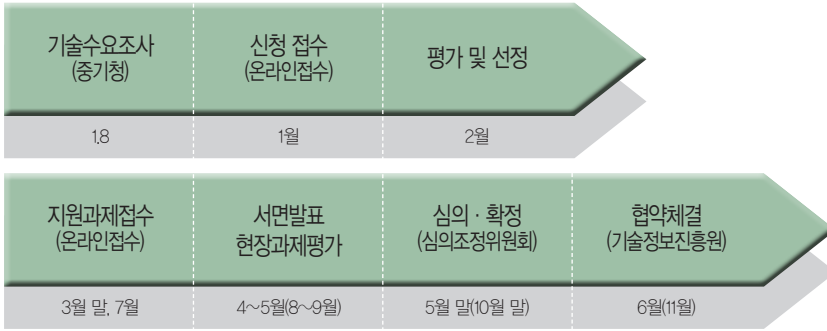 기술수요조사
(중기청)
신청 접수
(온라인접수)
평가 및 선정
1.8
1월
2월
지원과제접수
(온라인접수)
서면발표
현장과제평가
심의 · 확정
(심의조정위원회)
협약체결
(기술정보진흥원)
3월 말, 7월
4~5월(8~9월)
5월 말(10월 말)
6월(11월)